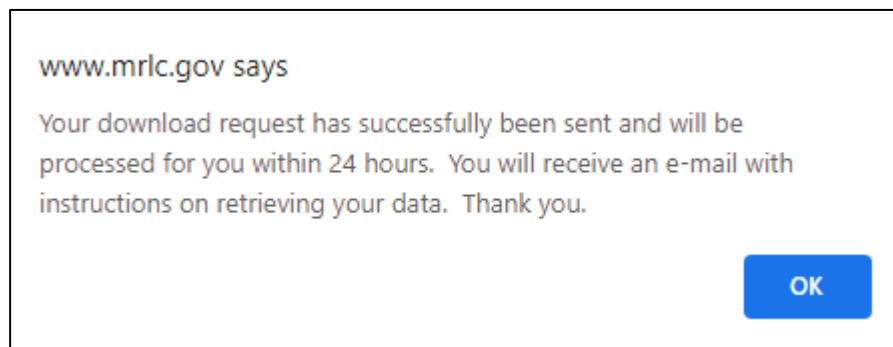 www.mrlc.gov says
Your download request has successfully been sent and will be
processed for you within 24 hours.  You will receive an e-mail with
instructions on retrieving your data.  Thank you.
OK